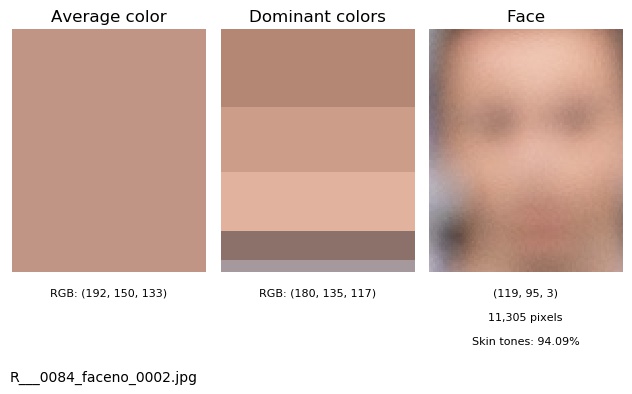 Average color
Dominant colors
Face
RGB: (192, 150, 133)
RGB: (180, 135, 117)
(119, 95, 3)
11,305 pixels
Skin tones: 94.09%
R___0084_faceno_0002.jpg